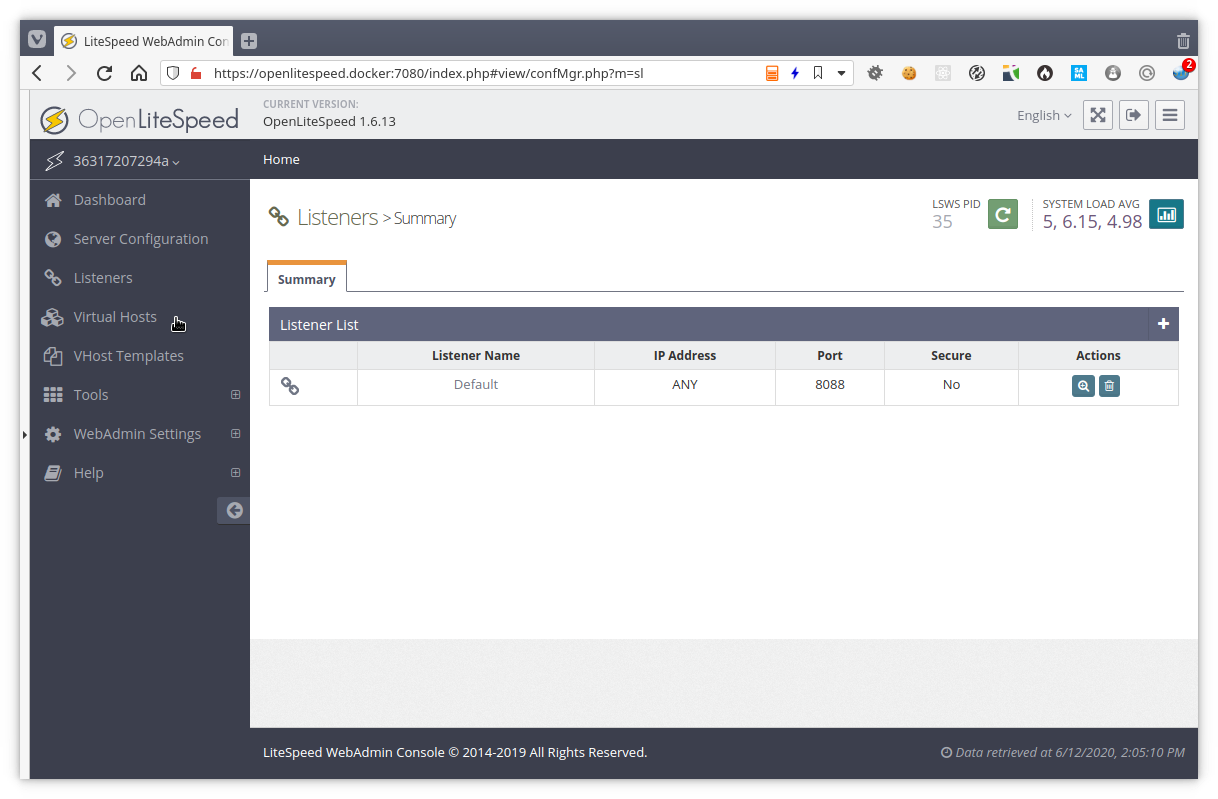 LiteSpeed WebAdmin Con
https://openlitespeed.docker:7080/index.php#view/confMgr.php?m=sl
SA
ML
2
OpenLiteSpeed
CURRENT VERSION:
OpenLiteSpeed 1.6.13
English
36317207294a
Home
Dashboard
Server Configuration
Listeners
Virtual Hosts
VHost Templates
Tools
WebAdmin Settings
Help
Listeners > Summary
LSWS PID
35
SYSTEM LOAD AVG
5, 6.15, 4.98
Summary
Listener List
Listener Name IP Address Port Secure Actions
Default ANY 8088 No
LiteSpeed WebAdmin Console © 2014-2019 All Rights Reserved.
Data retrieved at 6/12/2020, 2:05:10 PM